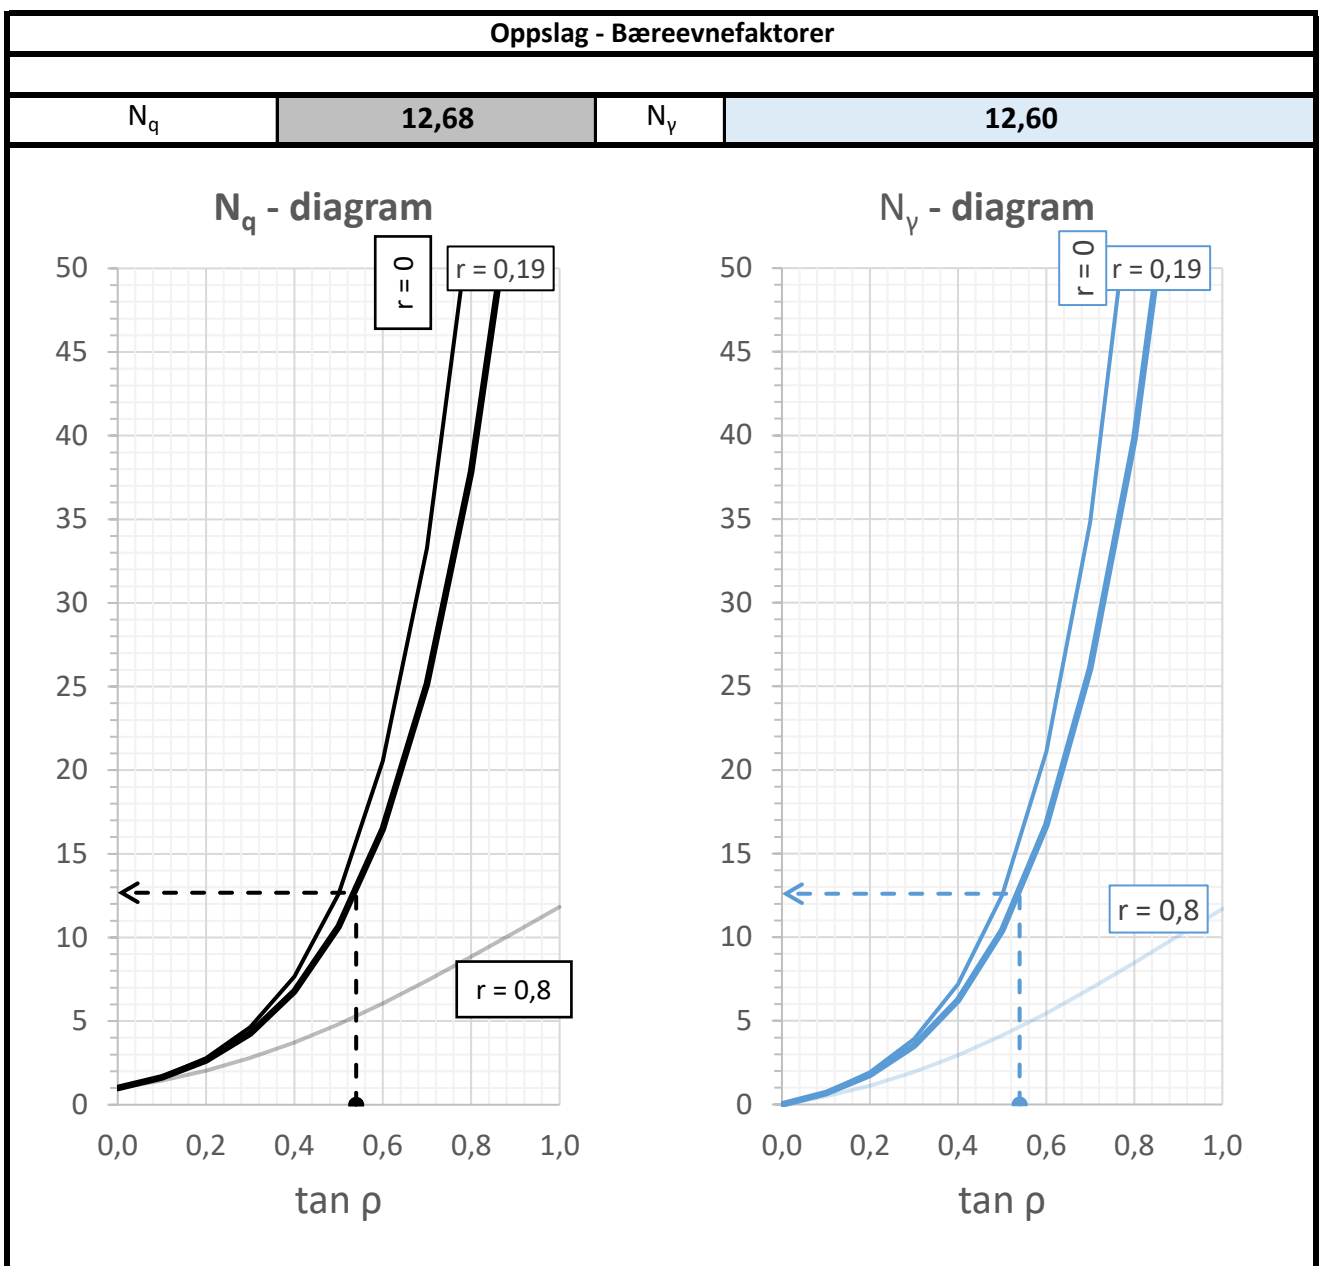 Oppslag - Bæreevnefaktorer
Nq 12,68 Nγ 12,60
Nq - diagram
r = 0
r = 0,19
50
45
40
35
30
25
20
15
10
5
0
r = 0,8
0,0 0,2 0,4 0,6 0,8 1,0
tan ρ
Nγ - diagram
r = 0
r = 0,19
50
45
40
35
30
25
20
15
10
5
0
r = 0,8
0,0 0,2 0,4 0,6 0,8 1,0
tan ρ